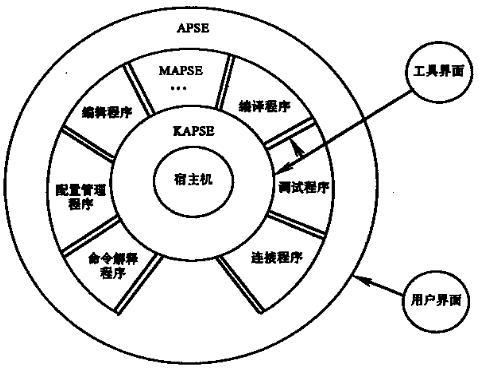 APSE
MAPSE
…
编辑程序
编译程序
工具界面
KAPSE
宿主机
配置管理
程序
调试程序
命令解释
程序
连接程序
用户界面